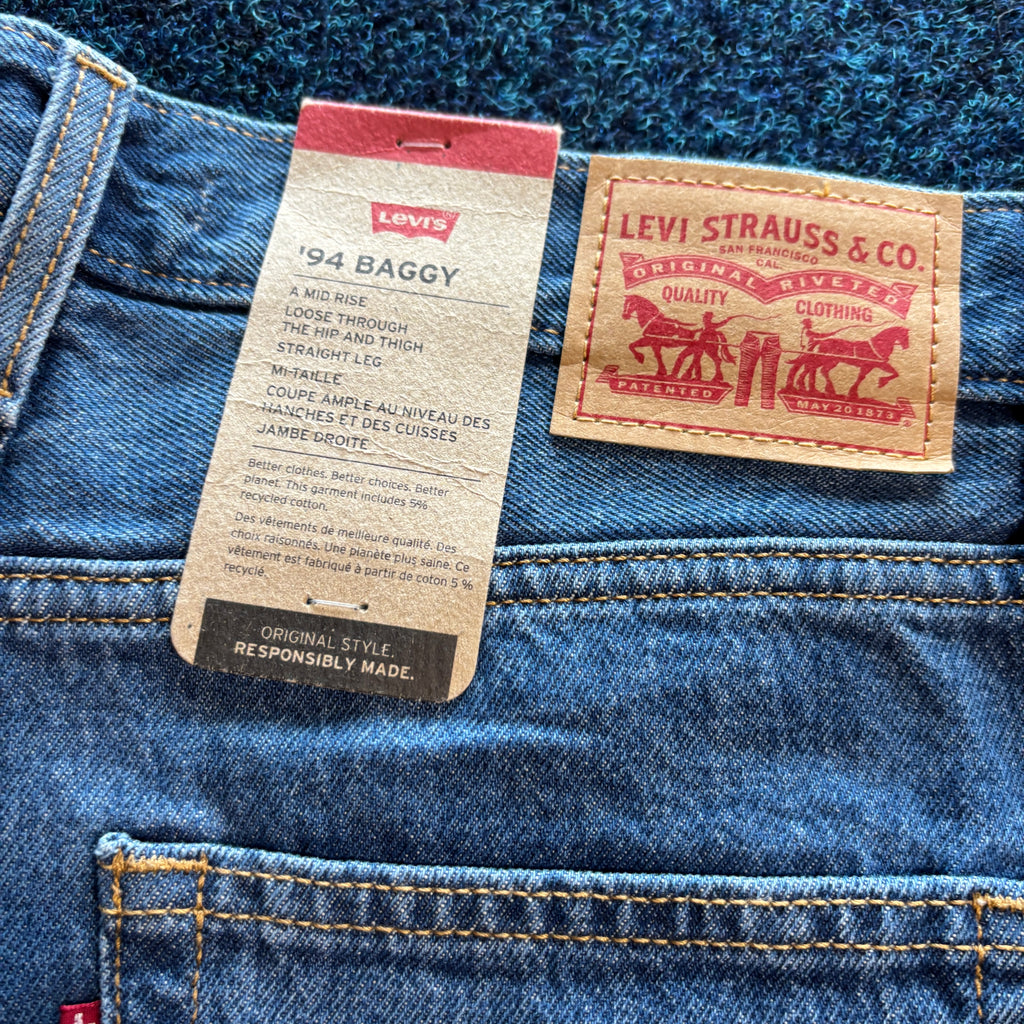 Levi's
'94 BAGGY
A MID RISE
LOOSE THROUGH
THE HIP AND THIGH
STRAIGHT LEG
MI-TAILLE
COUPE AMPLE AU NIVEAU DES
HANCHES ET DES CUISSES
JAMBE DROITE
Better clothes. Better choices. Better
planet. This garment includes 5%
recycled cotton.
Des vêtements de meilleure qualité. Des
choix raisonnés. Une planète plus saine. Ce
vêtement est fabriqué à partir de coton 5 %
recyclé.
ORIGINAL STYLE.
RESPONSIBLY MADE.
LEVI STRAUSS & CO.
SAN FRANCISCO
CAL.
ORIGINAL RIVETED
QUALITY CLOTHING
PATENTED MAY 20 1873